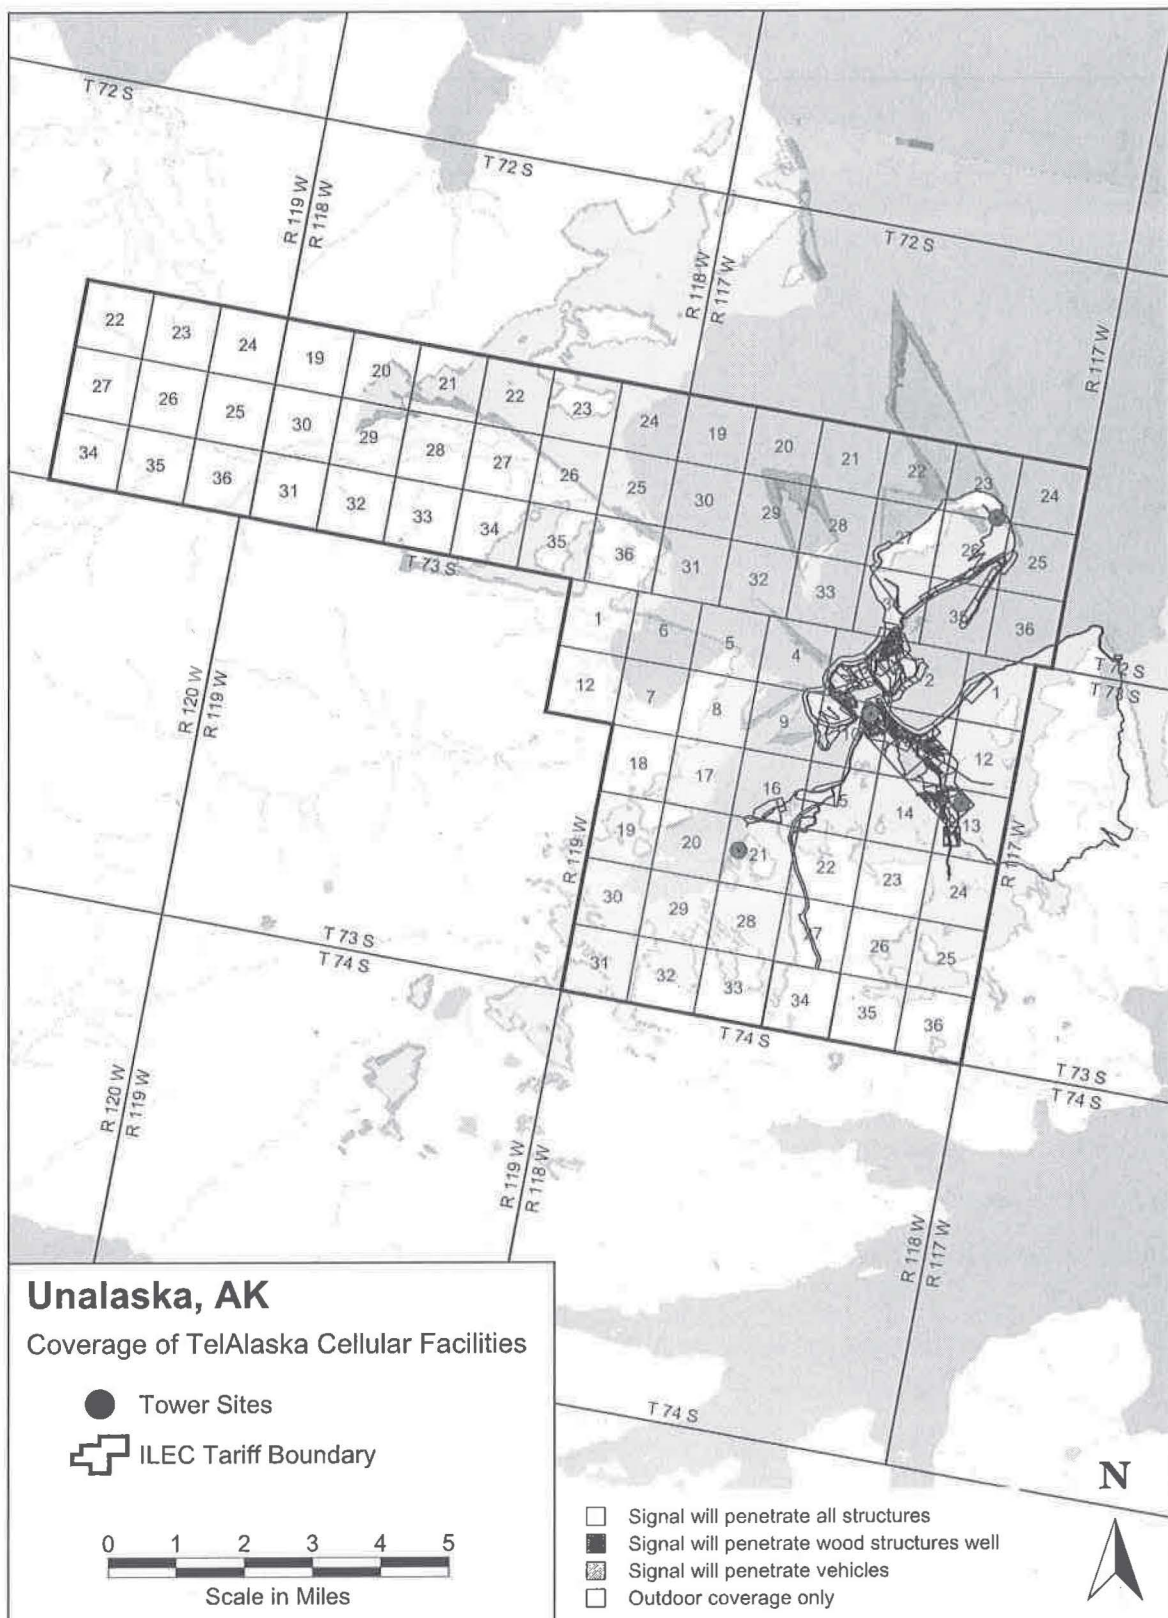 T 72 S
T 72 S
T 72 S
R 119 W
R 118 W
R 118 W
R 117 W
R 117 W
22 23 24 19 20 21 22 23 24 19 20 21 22 23 24
27 26 25 30 29 28 27 26 25 30 29 28 27 26 25
34 35 36 31 32 33 34 35 36 31 32 33 3 35 36
T 73 S
1 6 5 4 2 1
12 7 8 9 12
T 72 S
T 73 S
R 120 W
R 119 W
18 17 16 5 14 13
19 20 21 22 23 24
30 29 28 27 26 25
31 32 33 34 35 36
R 119 W
R 117 W
T 73 S
T 74 S
T 74 S
T 73 S
T 74 S
R 120 W
R 119 W
R 119 W
R 118 W
R 118 W
R 117 W
T 74 S
Unalaska, AK
Coverage of TelAlaska Cellular Facilities
Tower Sites
ILEC Tariff Boundary
0 1 2 3 4 5
Scale in Miles
Signal will penetrate all structures
Signal will penetrate wood structures well
Signal will penetrate vehicles
Outdoor coverage only
N